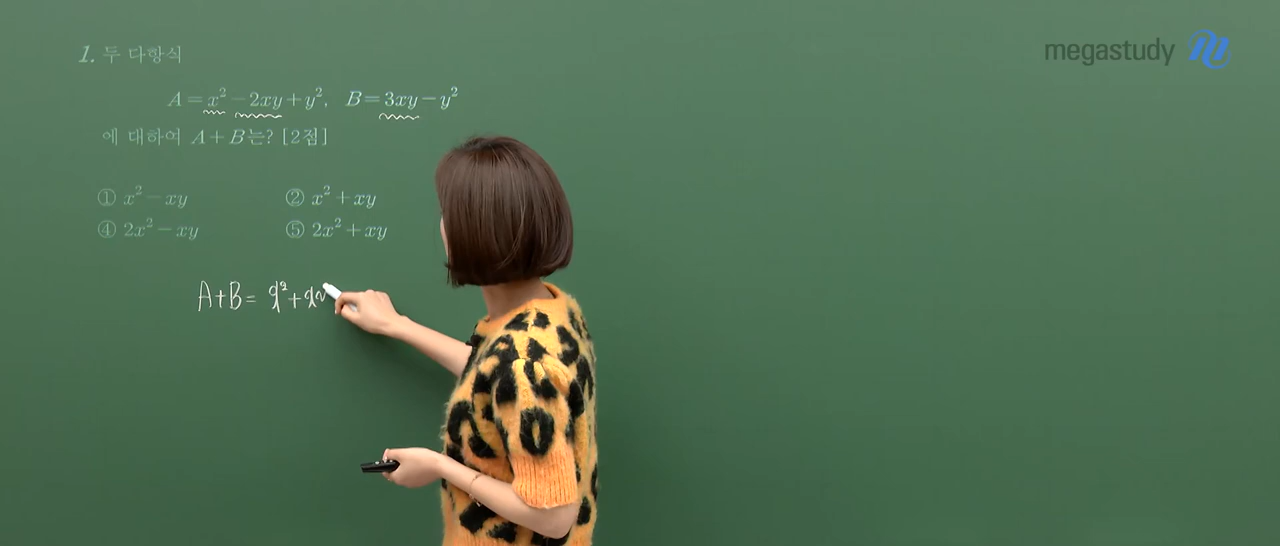 megastudy
1. 두 다항식
A = x² − 2xy + y², B = 3xy − y²
에 대하여 A + B는? [2점]
① x² − xy ② x² + xy
④ 2x² − xy ⑤ 2x² + xy
A+B = x² + x